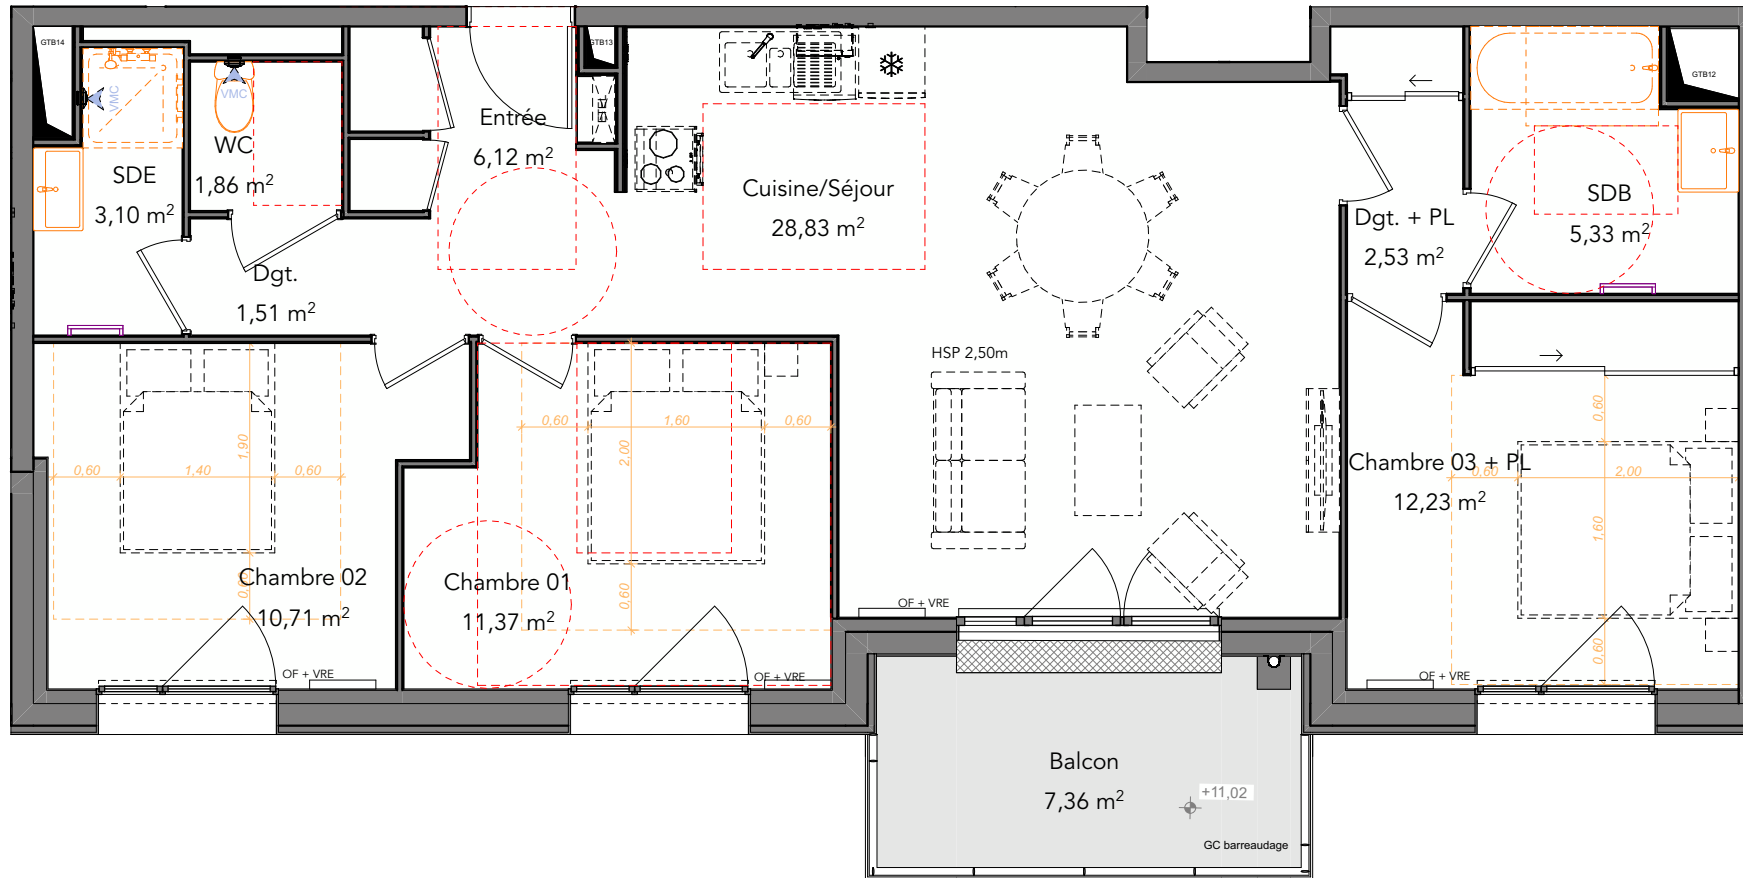 GTB14
VMC
SDE
3,10 m²
VMC
WC
1,86 m²
Entrée
6,12 m²
GTB13
ETEL
Cuisine/Séjour
28,83 m²
Dgt. + PL
2,53 m²
SDB
5,33 m²
GTB12
Dgt.
1,51 m²
HSP 2,50m
0,60
1,40
0,60
1,90
0,60
Chambre 02
10,71 m²
OF + VRE
0,60
1,60
0,60
2,00
0,60
Chambre 01
11,37 m²
OF + VRE
OF + VRE
Chambre 03 + PL
12,23 m²
0,60
0,60
2,00
1,60
0,60
OF + VRE
Balcon
7,36 m²
+11,02
GC barreaudage